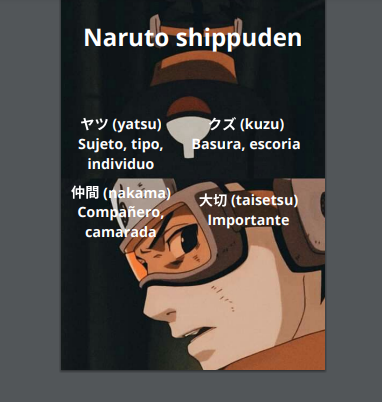 Naruto shippuden
ヤツ (yatsu)
Sujeto, tipo,
individuo
クズ (kuzu)
Basura, escoria
仲間 (nakama)
Compañero,
camarada
大切 (taisetsu)
Importante